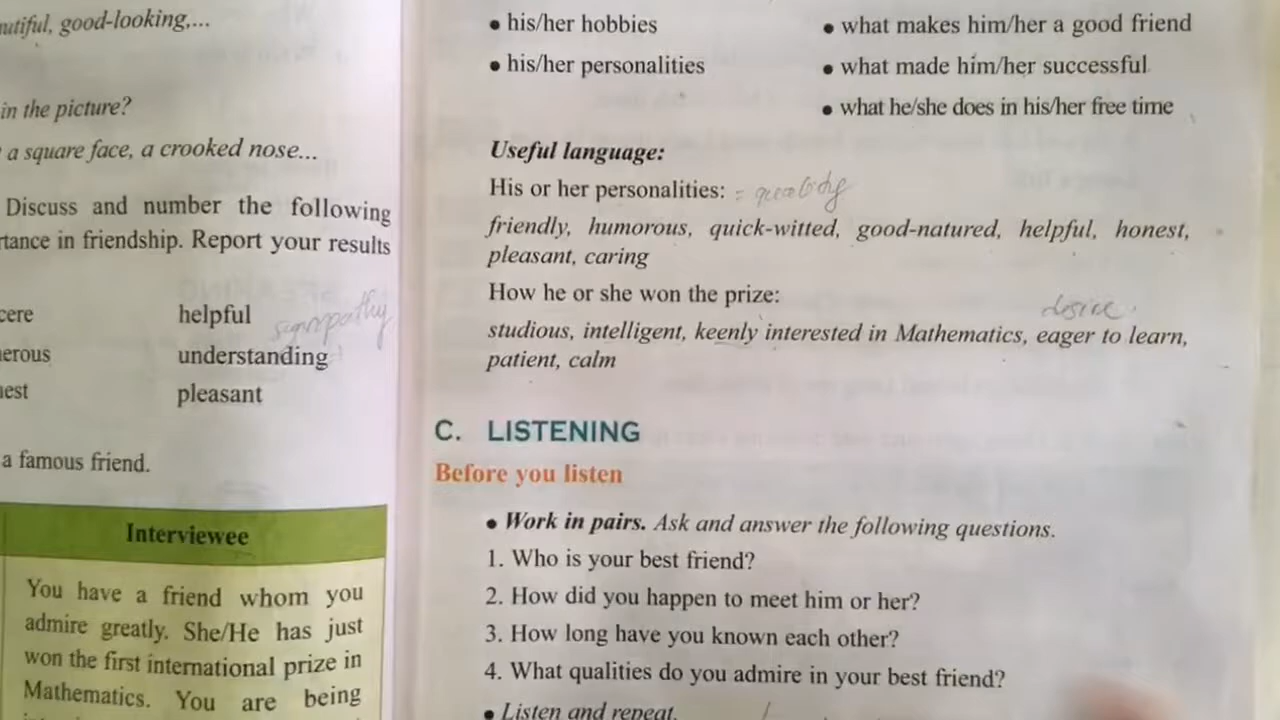 utiful, good-looking,...
in the picture?
a square face, a crooked nose...
Discuss and number the following
rtance in friendship. Report your results
cere helpful
sympathy
nerous understanding
nest pleasant
a famous friend.
Interviewee
You have a friend whom you
admire greatly. She/He has just
won the first international prize in
Mathematics. You are being
• his/her hobbies
• his/her personalities
• what makes him/her a good friend
• what made him/her successful
• what he/she does in his/her free time
Useful language:
His or her personalities:
friendly, humorous, quick-witted, good-natured, helpful, honest,
pleasant, caring
How he or she won the prize:
desire
studious, intelligent, keenly interested in Mathematics, eager to learn,
patient, calm
C. LISTENING
Before you listen
• Work in pairs. Ask and answer the following questions.
1. Who is your best friend?
2. How did you happen to meet him or her?
3. How long have you known each other?
4. What qualities do you admire in your best friend?
• Listen and repeat.